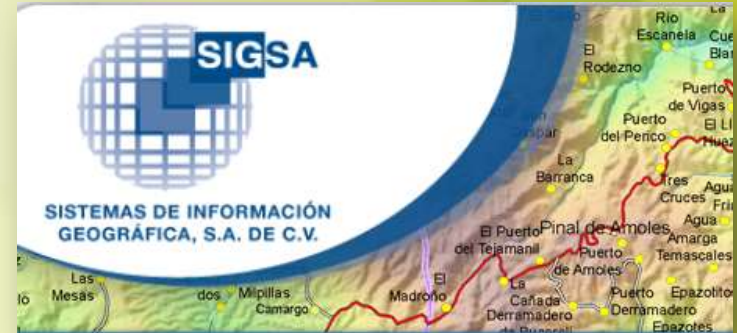 SIGSA
SISTEMAS DE INFORMACIÓN
GEOGRÁFICA, S.A. DE C.V.
Río
Escanela
El
Rodezno
Puerto
de Vigas
Puerto
del Perico
La
Barranca
Tres
Cruces
Agua
Amarga
El Puerto
del Tejamanil
Pinal de Amoles
Puerto
de Amoles
Temascales
Las
Mesas
dos
Milpillas
Camargo
El
Madroño
La
Cañada
Derramadero
Puerto
Derramadero
Epazotes